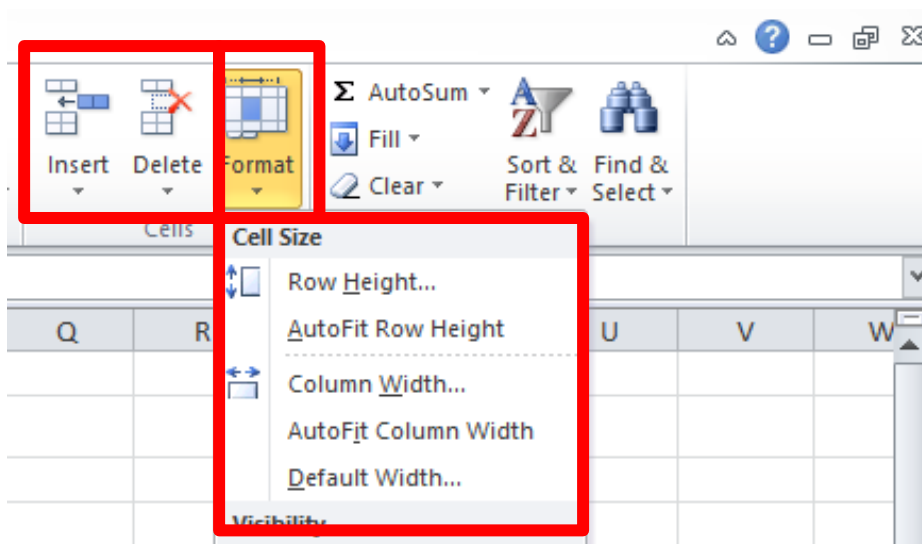 Insert Delete Format
Σ AutoSum
Fill
Clear
Sort &
Filter
Find &
Select
Cells
Cell Size
Row Height...
AutoFit Row Height
Column Width...
AutoFit Column Width
Default Width...
Visibility
Q R U V W